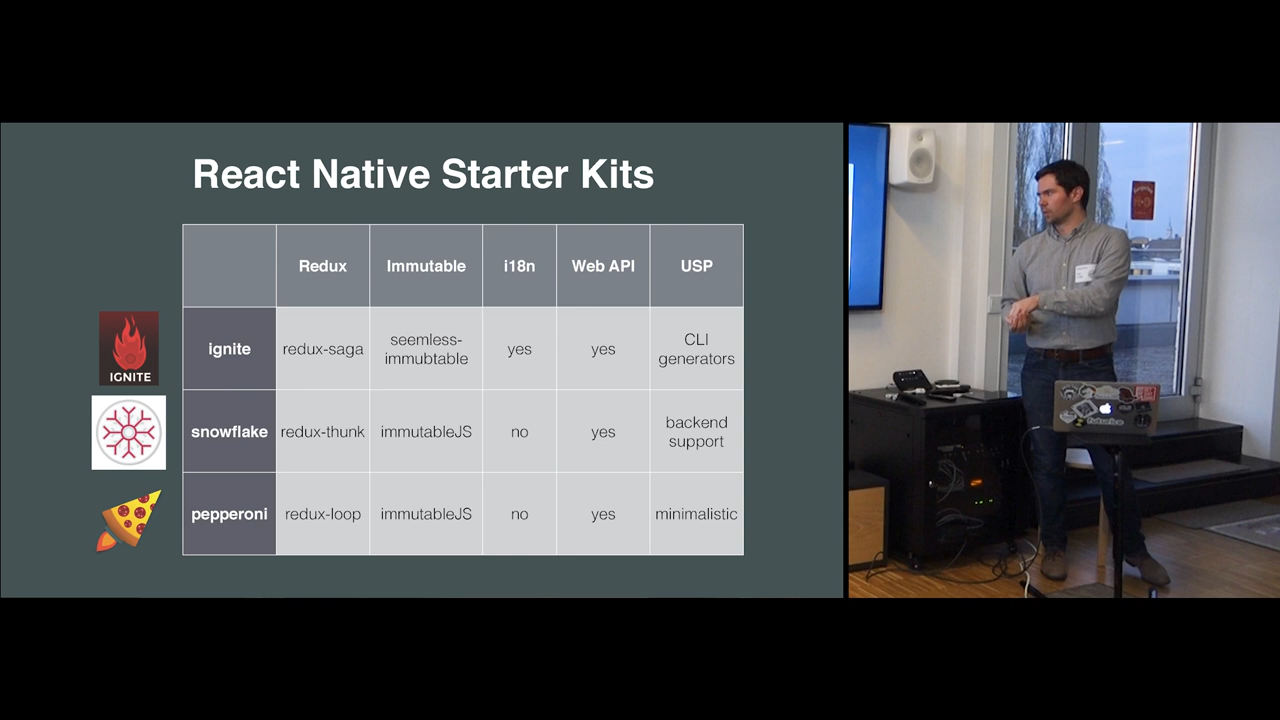 React Native Starter Kits
Redux Immutable i18n Web API USP
ignite redux-saga seemless-
immubtable yes yes CLI
generators
snowflake redux-thunk immutableJS no yes backend
support
pepperoni redux-loop immutableJS no yes minimalistic
IGNITE
futurice